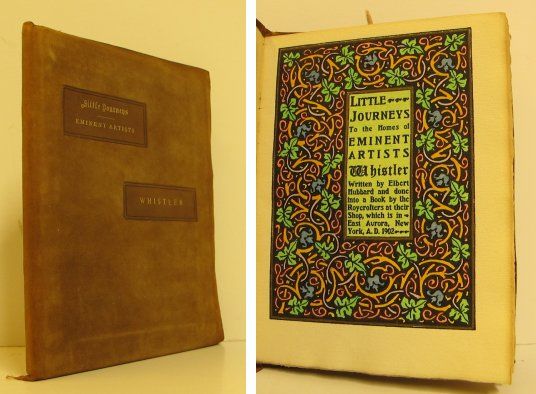 Little Journeys
EMINENT ARTISTS
WHISTLER
LITTLE
JOURNEYS
To the Homes of
EMINENT
ARTISTS
Whistler
Written by Elbert
Hubbard and done
into a Book by the
Roycrofters at their
Shop, which is in
East Aurora, New
York, A. D. 1902